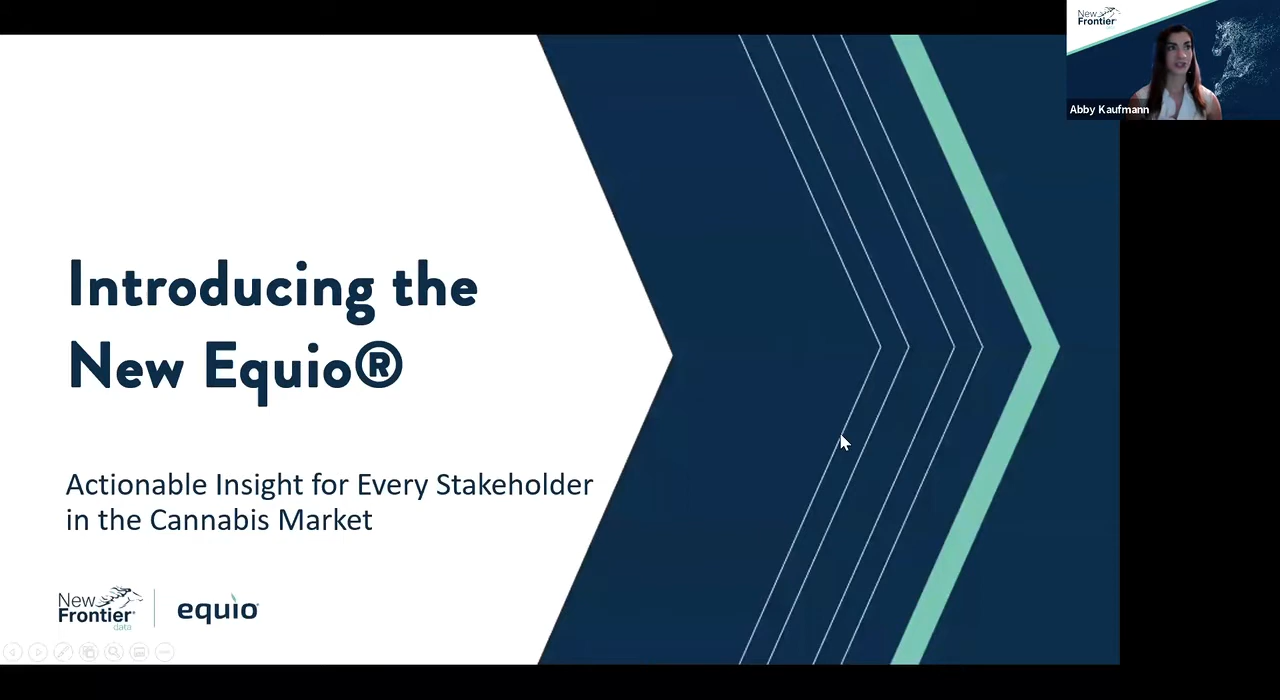 New
Frontier
data
Abby Kaufmann
Introducing the
New Equio®
Actionable Insight for Every Stakeholder
in the Cannabis Market
New
Frontier®
data
equio®